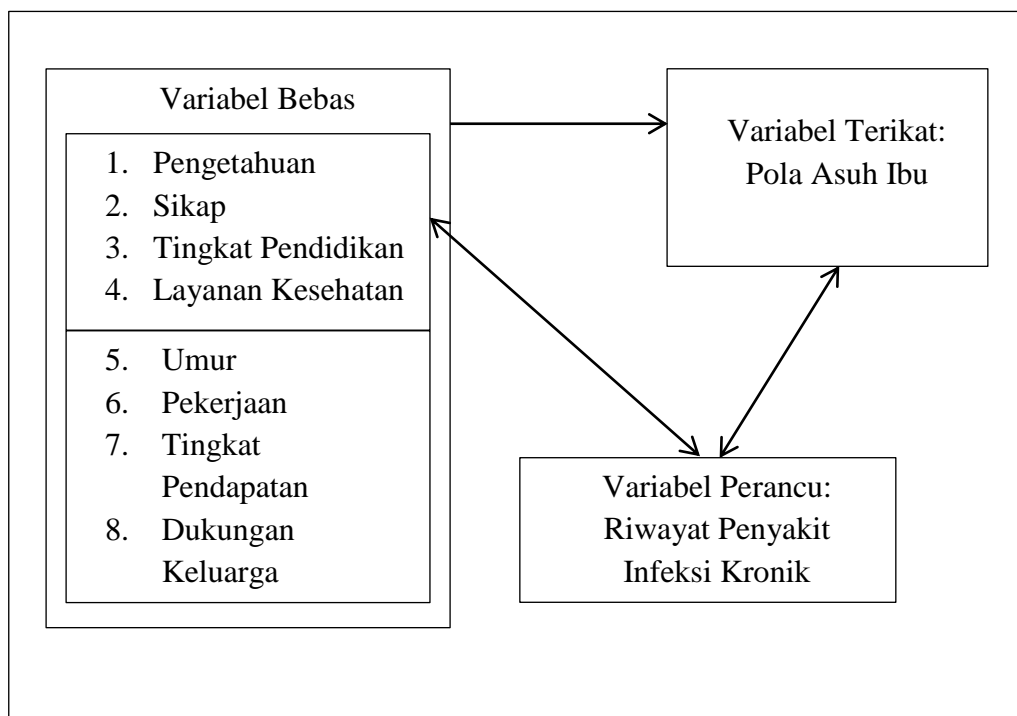 Variabel Bebas
1. Pengetahuan
2. Sikap
3. Tingkat Pendidikan
4. Layanan Kesehatan
5. Umur
6. Pekerjaan
7. Tingkat
Pendapatan
8. Dukungan
Keluarga
Variabel Terikat:
Pola Asuh Ibu
Variabel Perancu:
Riwayat Penyakit
Infeksi Kronik